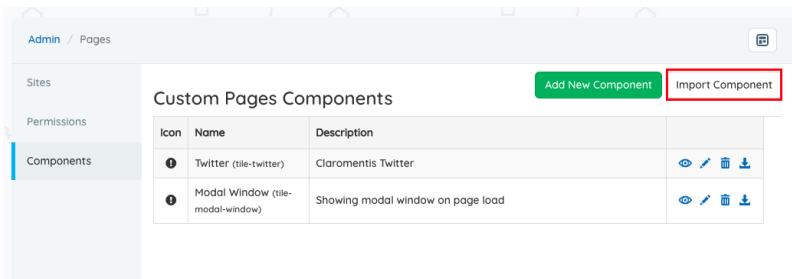 Admin / Pages
Sites
Permissions
Components
Custom Pages Components
Add New Component
Import Component
Icon Name Description
Twitter (tile-twitter) Claromentis Twitter
Modal Window (tile-
modal-window) Showing modal window on page load